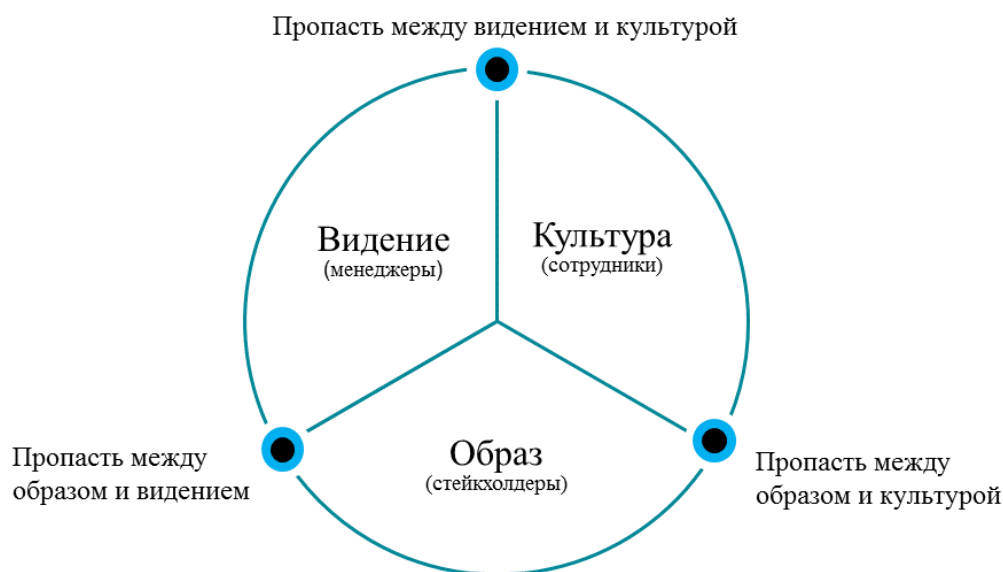 Пропасть между видением и культурой
Видение
(менеджеры)
Культура
(сотрудники)
Образ
(стейкхолдеры)
Пропасть между
образом и видением
Пропасть между
образом и культурой